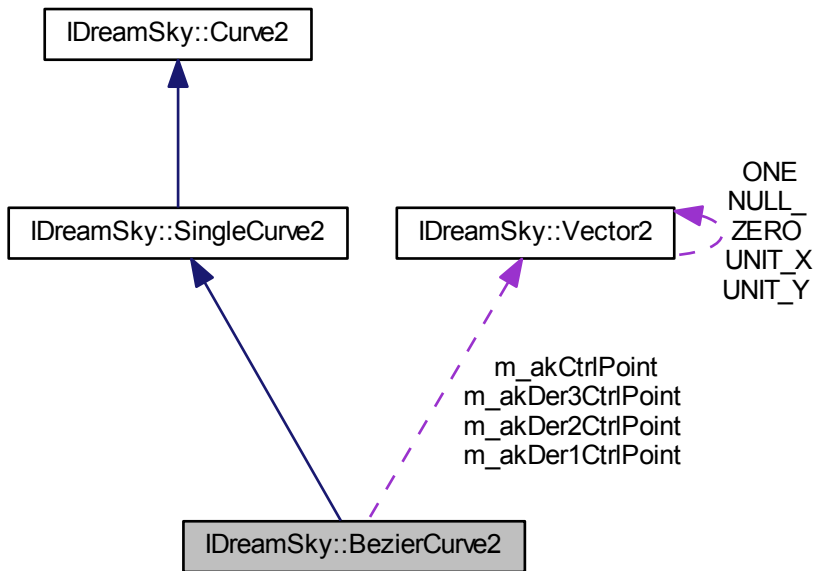 IDreamSky::Curve2
IDreamSky::SingleCurve2
IDreamSky::Vector2
ONE
NULL_
ZERO
UNIT_X
UNIT_Y
m_akCtrlPoint
m_akDer3CtrlPoint
m_akDer2CtrlPoint
m_akDer1CtrlPoint
IDreamSky::BezierCurve2